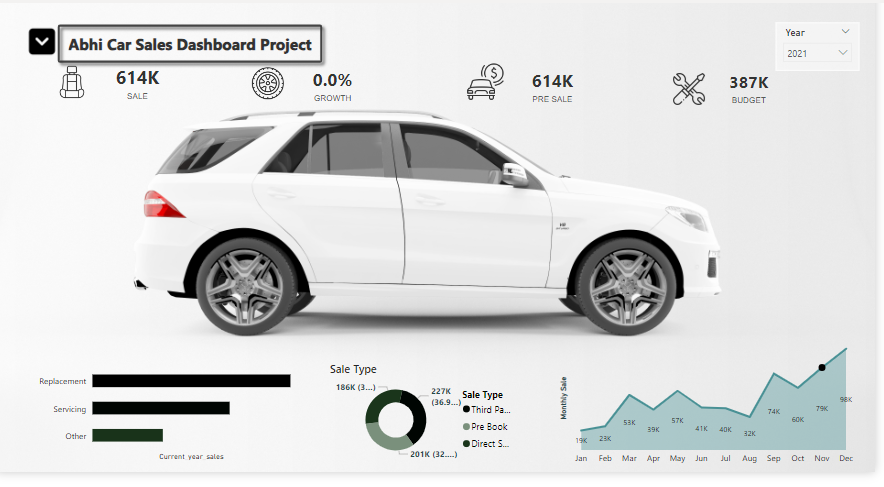 Abhi Car Sales Dashboard Project
Year
2021
614K
SALE
0.0%
GROWTH
614K
PRE SALE
387K
BUDGET
Replacement
Servicing
Other
Current year sales
Sale Type
186K (3...)
227K
(36.9...)
201K (32....)
Sale Type
Third Pa...
Pre Book
Direct S...
Monthly Sale
19K
23K
53K
39K
57K
41K
40K
32K
74K
60K
79K
98K
Jan Feb Mar Apr May Jun Jul Aug Sep Oct Nov Dec